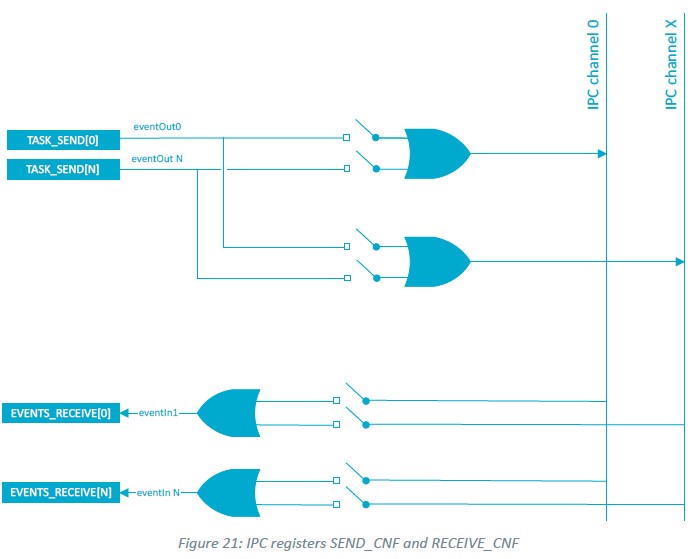 IPC channel 0
IPC channel X
eventOut0
TASK_SEND[0]
eventOut N
TASK_SEND[N]
EVENTS_RECEIVE[0]
eventIn1
EVENTS_RECEIVE[N]
eventIn N
Figure 21: IPC registers SEND_CNF and RECEIVE_CNF